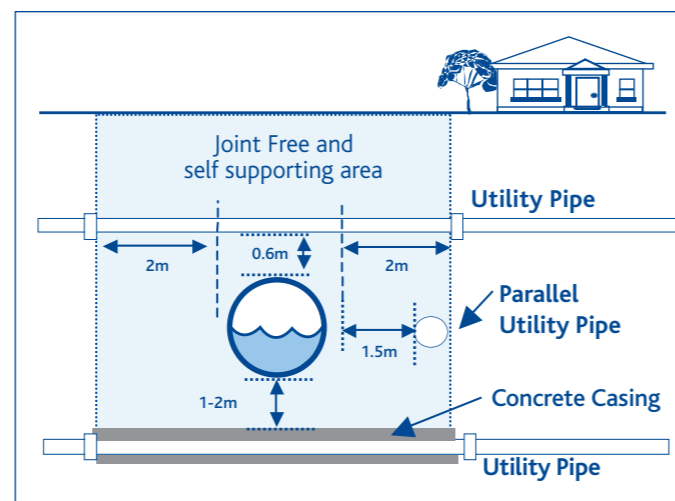 Joint Free and
self supporting area
Utility Pipe
2m
0.6m
2m
Parallel
Utility Pipe
1.5m
1-2m
Concrete Casing
Utility Pipe